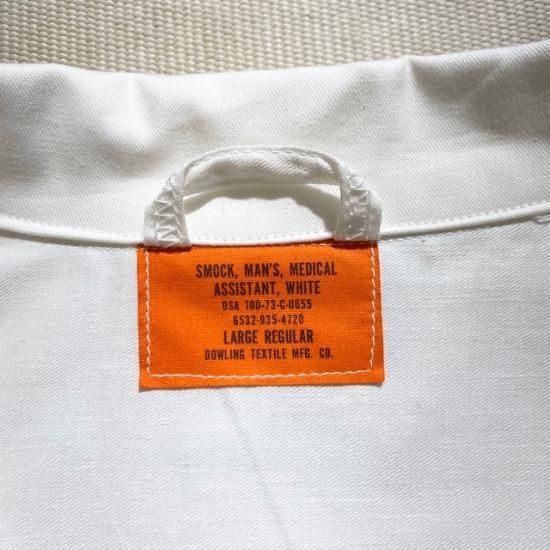 SMOCK, MAN'S, MEDICAL
ASSISTANT, WHITE
DSA 100-73-C-0655
6532-935-4720
LARGE REGULAR
DOWLING TEXTILE MFG. CO.